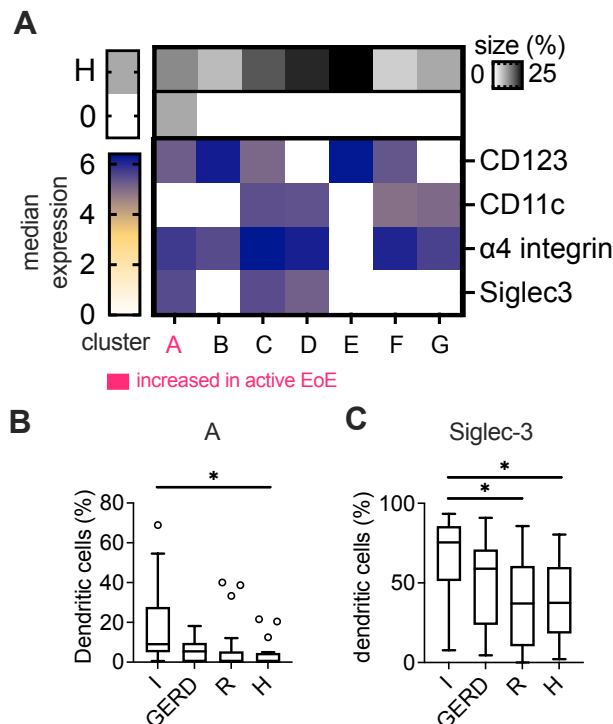 A
size (%)
0 25
H
0
6
4
2
0
median
expression
CD123
CD11c
α4 integrin
Siglec3
cluster
A B C D E F G
increased in active EoE
B
A
*
80
60
40
20
0
Dendritic cells (%)
I GERD R H
C
Siglec-3
*
*
100
50
0
dendritic cells (%)
I GERD R H